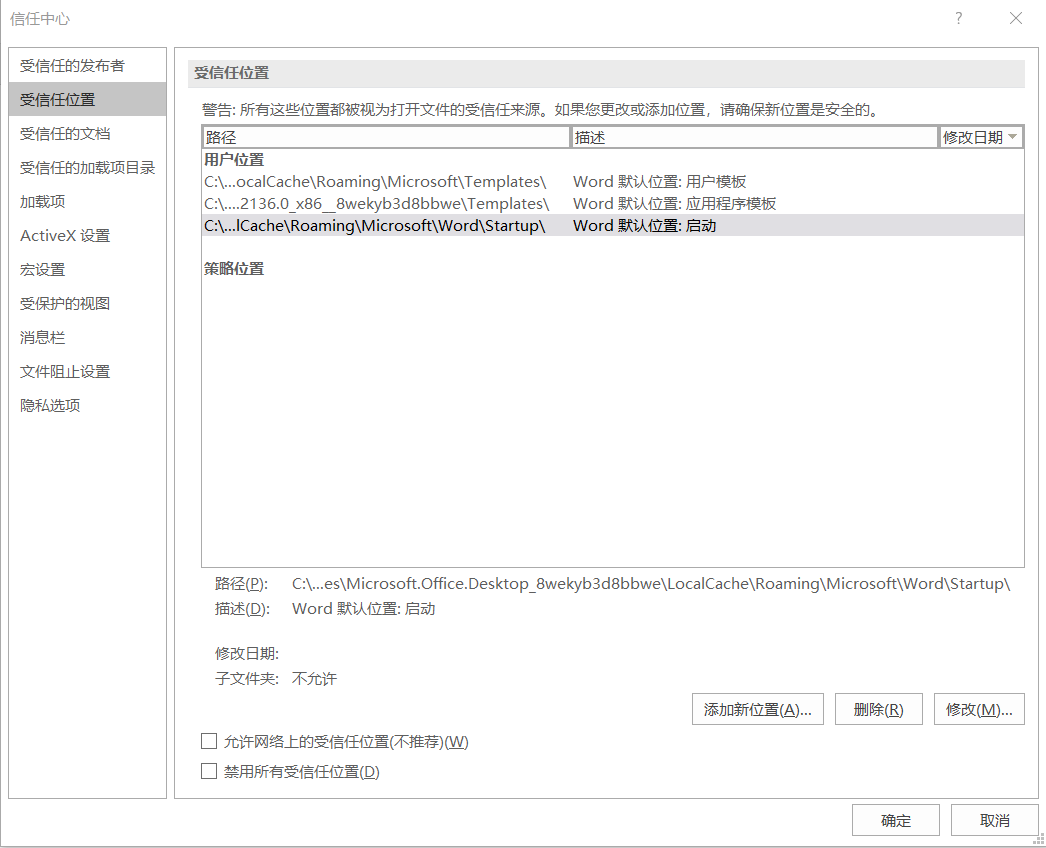 信任中心
受信任的发布者
受信任位置
受信任的文档
受信任的加载项目录
加载项
ActiveX 设置
宏设置
受保护的视图
消息栏
文件阻止设置
隐私选项
受信任位置
警告: 所有这些位置都被视为打开文件的受信任来源。如果您更改或添加位置，请确保新位置是安全的。
路径 描述 修改日期
用户位置
C:\...ocalCache\Roaming\Microsoft\Templates\ Word 默认位置: 用户模板
C:\....2136.0_x86__8wekyb3d8bbwe\Templates\ Word 默认位置: 应用程序模板
C:\...lCache\Roaming\Microsoft\Word\Startup\ Word 默认位置: 启动
策略位置
路径(P): C:\...es\Microsoft.Office.Desktop_8wekyb3d8bbwe\LocalCache\Roaming\Microsoft\Word\Startup\
描述(D): Word 默认位置: 启动
修改日期:
子文件夹: 不允许
添加新位置(A)... 删除(R) 修改(M)...
允许网络上的受信任位置(不推荐)(W)
禁用所有受信任位置(D)
确定 取消